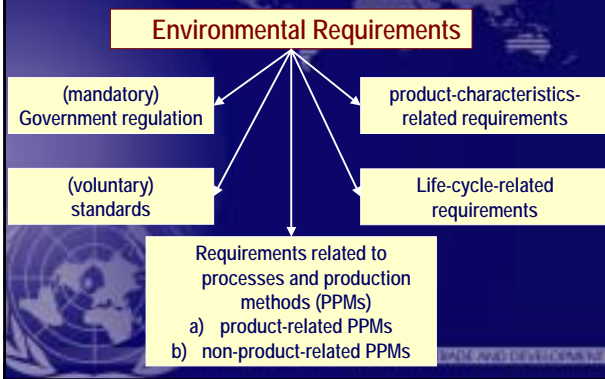 Environmental Requirements
(mandatory)
Government regulation
product-characteristics-
related requirements
(voluntary)
standards
Life-cycle-related
requirements
Requirements related to
processes and production
methods (PPMs)
a) product-related PPMs
b) non-product-related PPMs
TRADE AND DEVELOPMENT